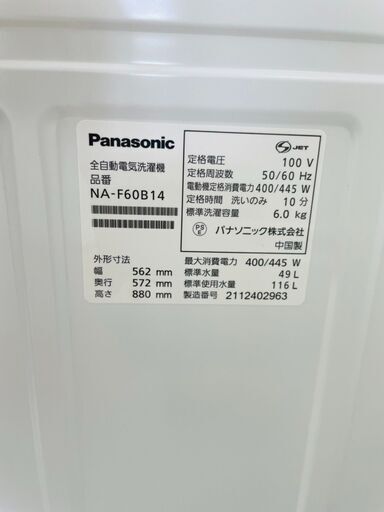 Panasonic
全自動電気洗濯機
品番
NA-F60B14
JET
定格電圧 100 V
定格周波数 50/60 Hz
電動機定格消費電力 400/445 W
定格時間 洗いのみ 10 分
標準洗濯容量 6.0 kg
PS E パナソニック株式会社
中国製
外形寸法
幅 562 mm
奥行 572 mm
高さ 880 mm
最大消費電力 400/445 W
標準水量 49 L
標準使用水量 116 L
製造番号 2112402963